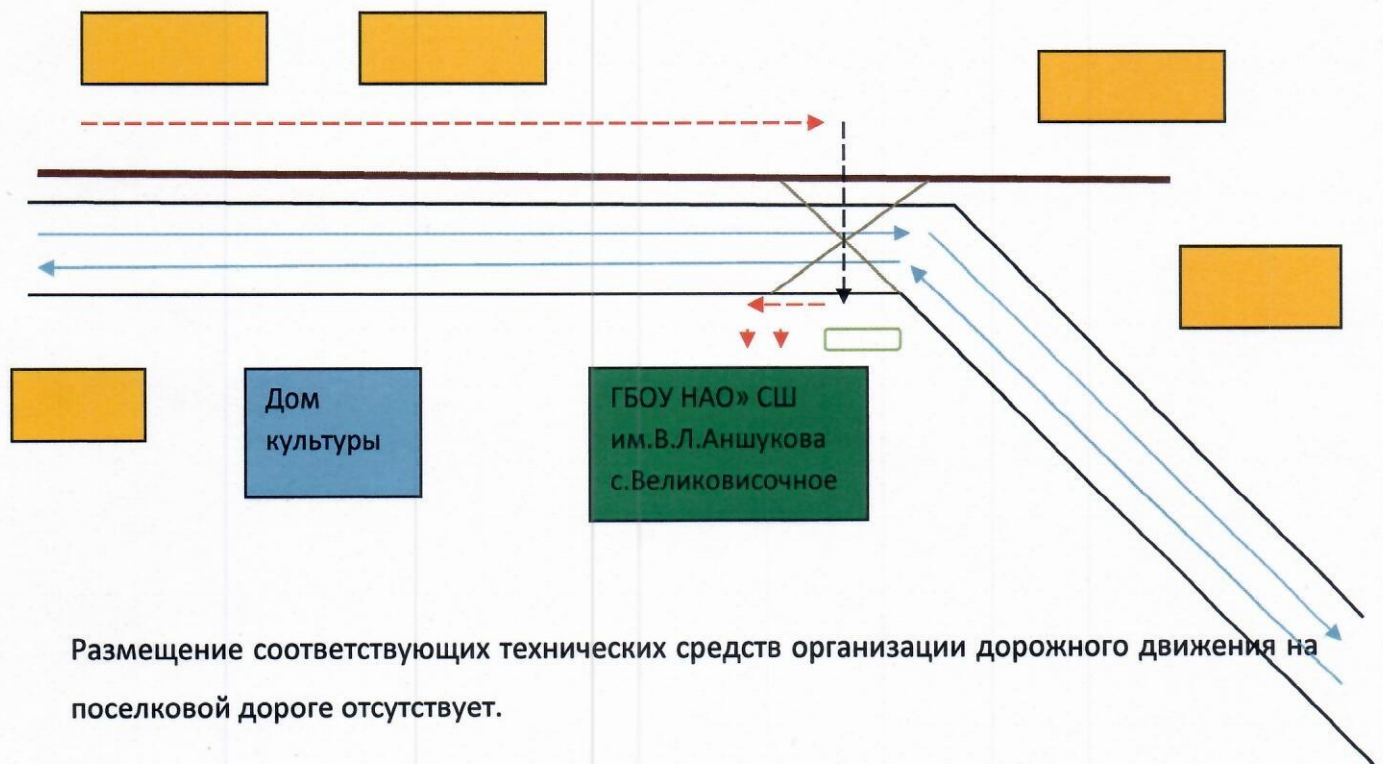 Дом
культуры
ГБОУ НАО» СШ
им.В.Л.Аншукова
с.Великовисочное
Размещение соответствующих технических средств организации дорожного движения на
поселковой дороге отсутствует.